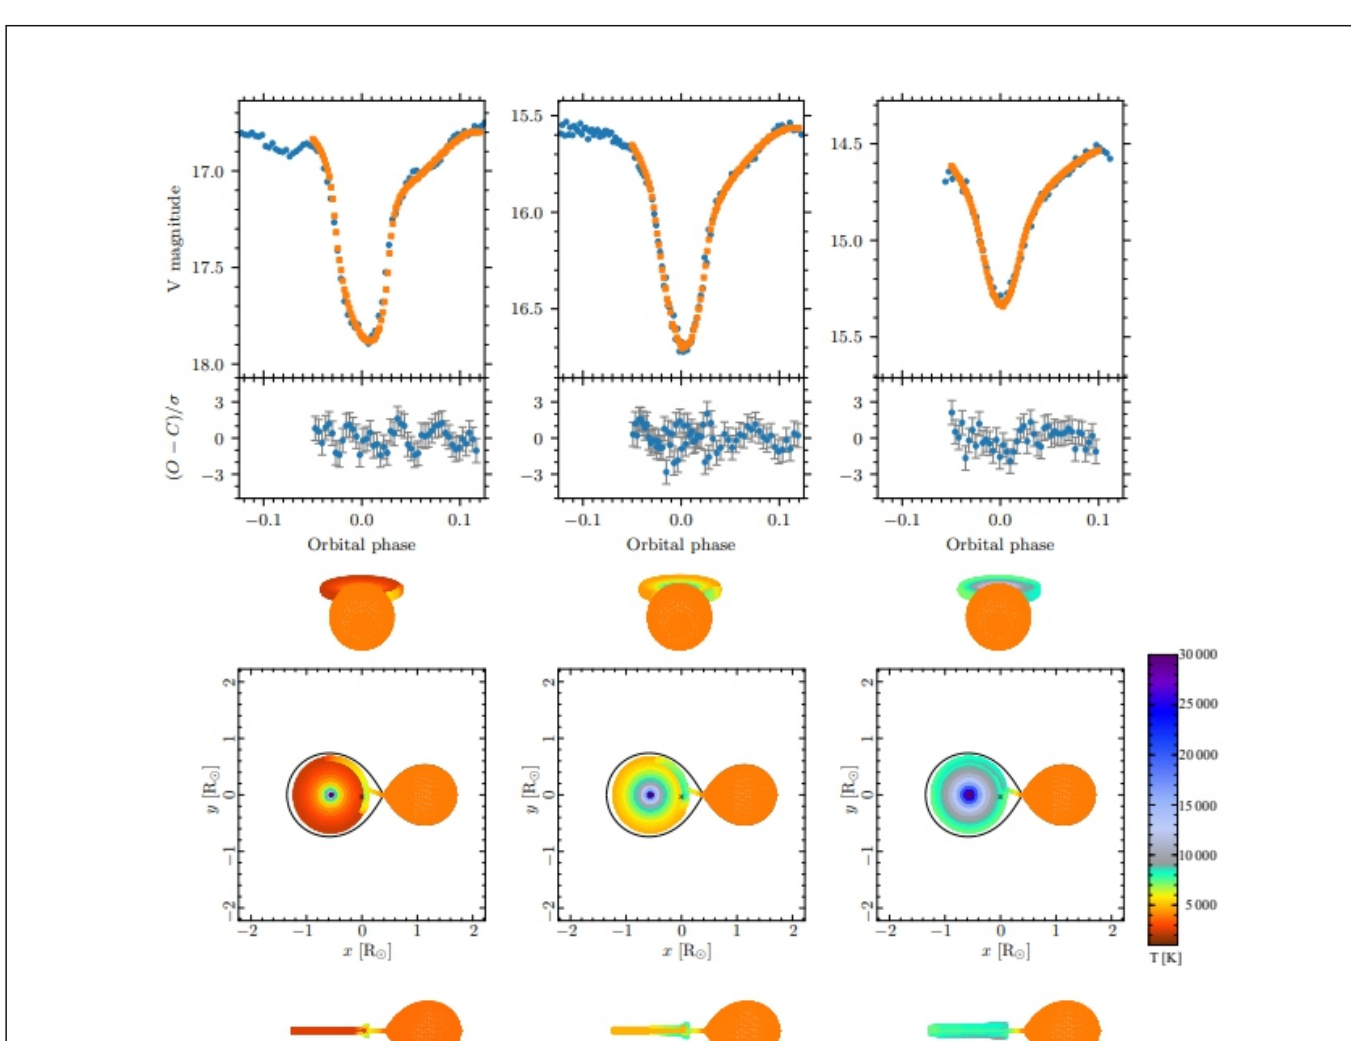 15.5
14.5
17.0
16.0
15.0
V magnitude
17.5
16.5
15.5
18.0
3 3 3
0 0 0
−3 −3 −3
(O − C)/σ
−0.1 0.0 0.1 −0.1 0.0 0.1 −0.1 0.0 0.1
Orbital phase Orbital phase Orbital phase
2 2 2
1 1 1
0 0 0
−1 −1 −1
−2 −2 −2
y [R⊙] y [R⊙] y [R⊙]
−2 −1 0 1 2 −2 −1 0 1 2 −2 −1 0 1 2
x [R⊙] x [R⊙] x [R⊙]
30 000
25 000
20 000
15 000
10 000
5 000
T [K]